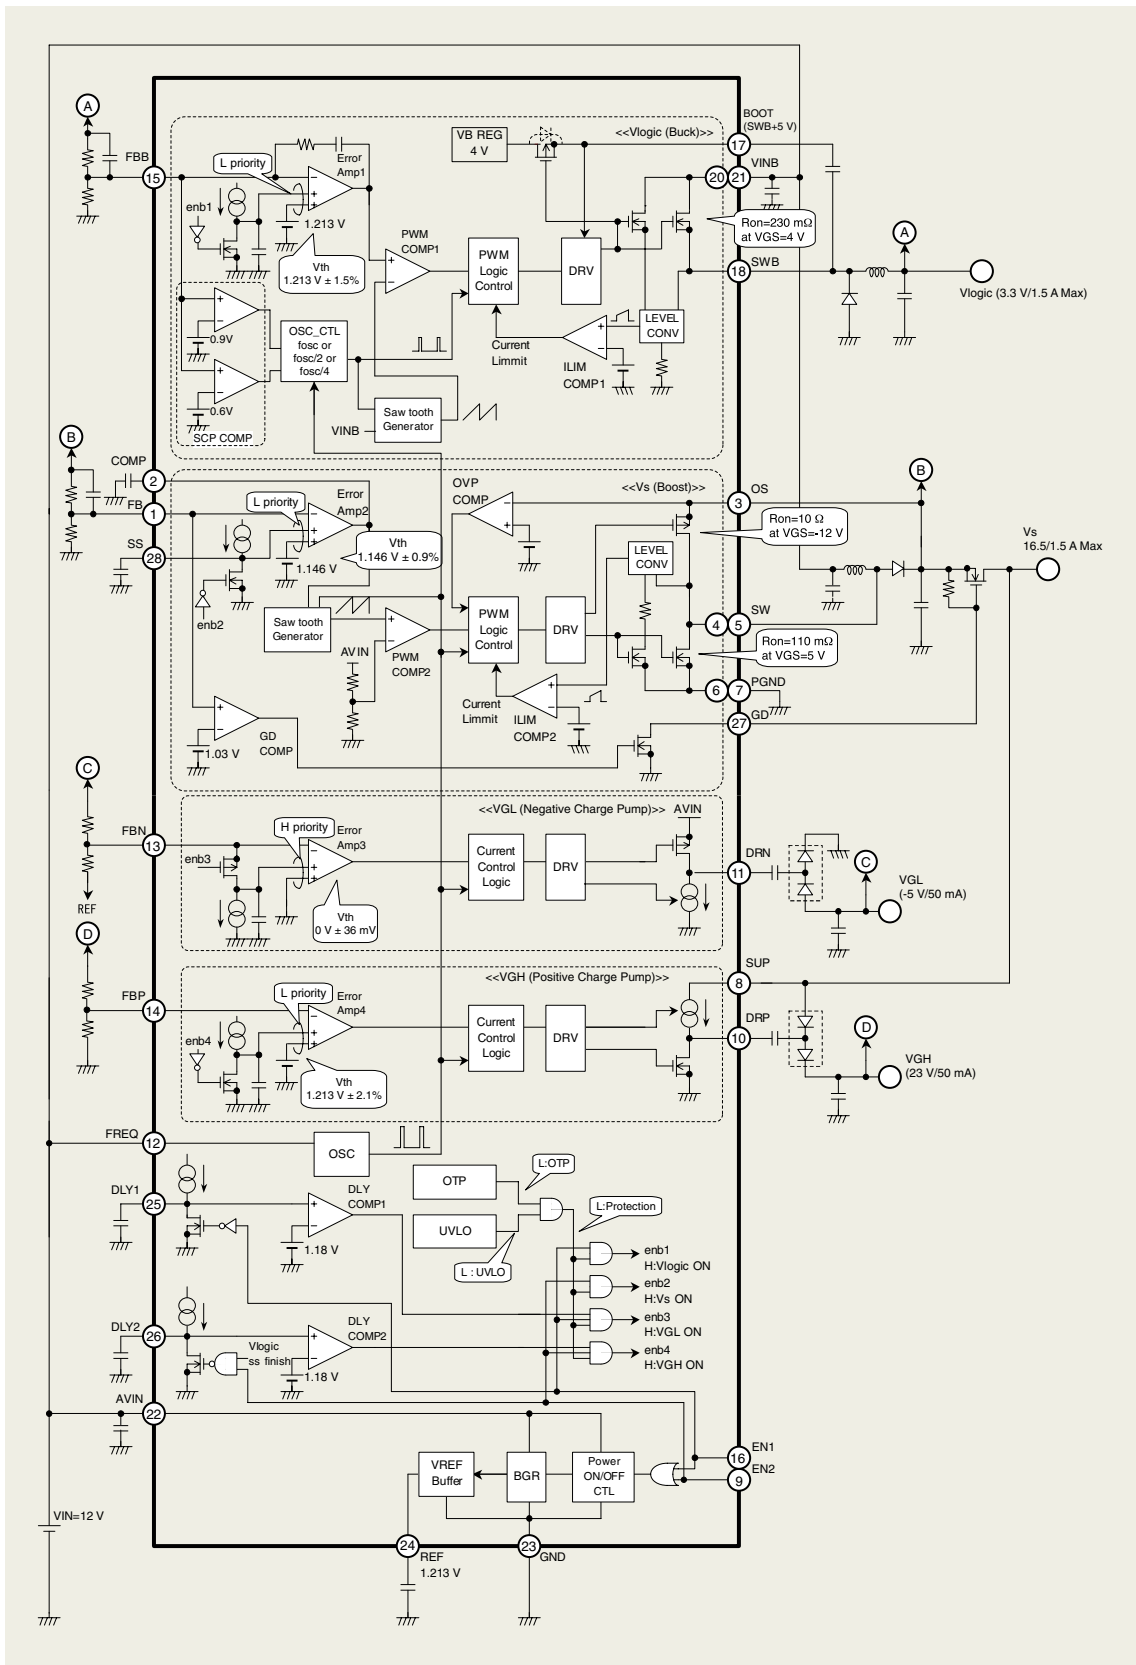 BOOT
(SWB+5 V)
A
VB REG
4 V
<<Vlogic (Buck)>>
17
FBB
L priority
Error
Amp1
VINB
15
20
21
enb1
1.213 V
Ron=230 mΩ
at VGS=4 V
A
PWM
COMP1
Vth
1.213 V ± 1.5%
PWM
Logic
Control
DRV
18
SWB
Vlogic (3.3 V/1.5 A Max)
0.9V
OSC_CTL
fosc or
fosc/2 or
fosc/4
LEVEL
CONV
Current
Limmit
ILIM
COMP1
0.6V
Saw tooth
Generator
VINB
SCP COMP
B
COMP
2
FB
1
L priority
Error
Amp2
OVP
COMP
<<Vs (Boost)>>
3
OS
B
Ron=10 Ω
at VGS=-12 V
Vs
16.5/1.5 A Max
SS
28
1.146 V
Vth
1.146 V ± 0.9%
LEVEL
CONV
enb2
Saw tooth
Generator
PWM
Logic
Control
DRV
4
5
SW
AVIN
PWM
COMP2
Ron=110 mΩ
at VGS=5 V
6
7
PGND
Current
Limmit
ILIM
COMP2
27
GD
GD
COMP
1.03 V
C
<<VGL (Negative Charge Pump)>>
AVIN
FBN
13
H priority
Error
Amp3
enb3
Current
Control
Logic
DRV
DRN
11
C
VGL
(-5 V/50 mA)
REF
Vth
0 V ± 36 mV
D
<<VGH (Positive Charge Pump)>>
SUP
8
FBP
14
L priority
Error
Amp4
enb4
Current
Control
Logic
DRV
DRP
10
D
VGH
(23 V/50 mA)
Vth
1.213 V ± 2.1%
FREQ
12
OSC
L:OTP
OTP
DLY1
25
DLY
COMP1
1.18 V
UVLO
L:Protection
L : UVLO
enb1
H:Vlogic ON
enb2
H:Vs ON
enb3
H:VGL ON
enb4
H:VGH ON
DLY2
26
DLY
COMP2
Vlogic
ss finish
1.18 V
AVIN
22
EN1
16
EN2
9
VREF
Buffer
BGR
Power
ON/OFF
CTL
VIN=12 V
24
REF
1.213 V
23
GND